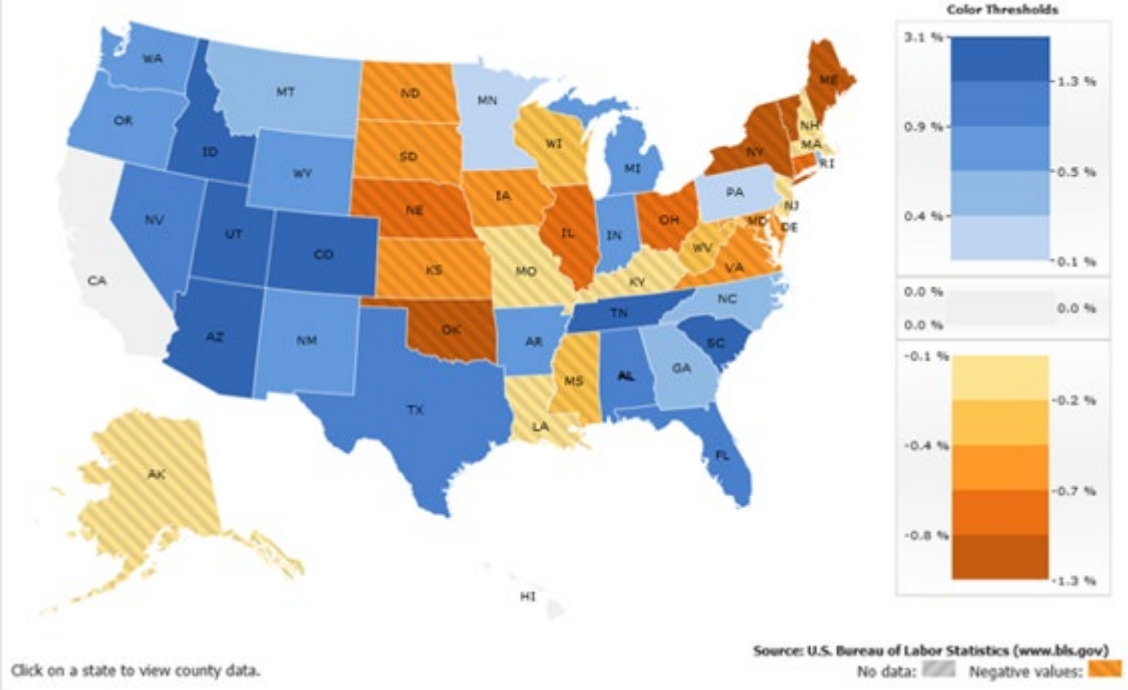 Color Thresholds
3.1 %
1.3 %
0.9 %
0.5 %
0.4 %
0.1 %
0.0 %
0.0 %
0.0 %
-0.1 %
-0.2 %
-0.4 %
-0.7 %
-0.8 %
-1.3 %
WA
MT
ND
MN
ME
OR
ID
SD
WI
NH
NY
MA
MI
RI
WY
IA
PA
NE
NJ
NV
IL
IN
OH
MD
DE
UT
CO
KS
MO
WV
VA
KY
CA
NC
TN
AZ
NM
OK
AR
SC
MS
AL
GA
TX
LA
FL
AK
HI
Source: U.S. Bureau of Labor Statistics (www.bls.gov)
Click on a state to view county data.
No data:
Negative values: